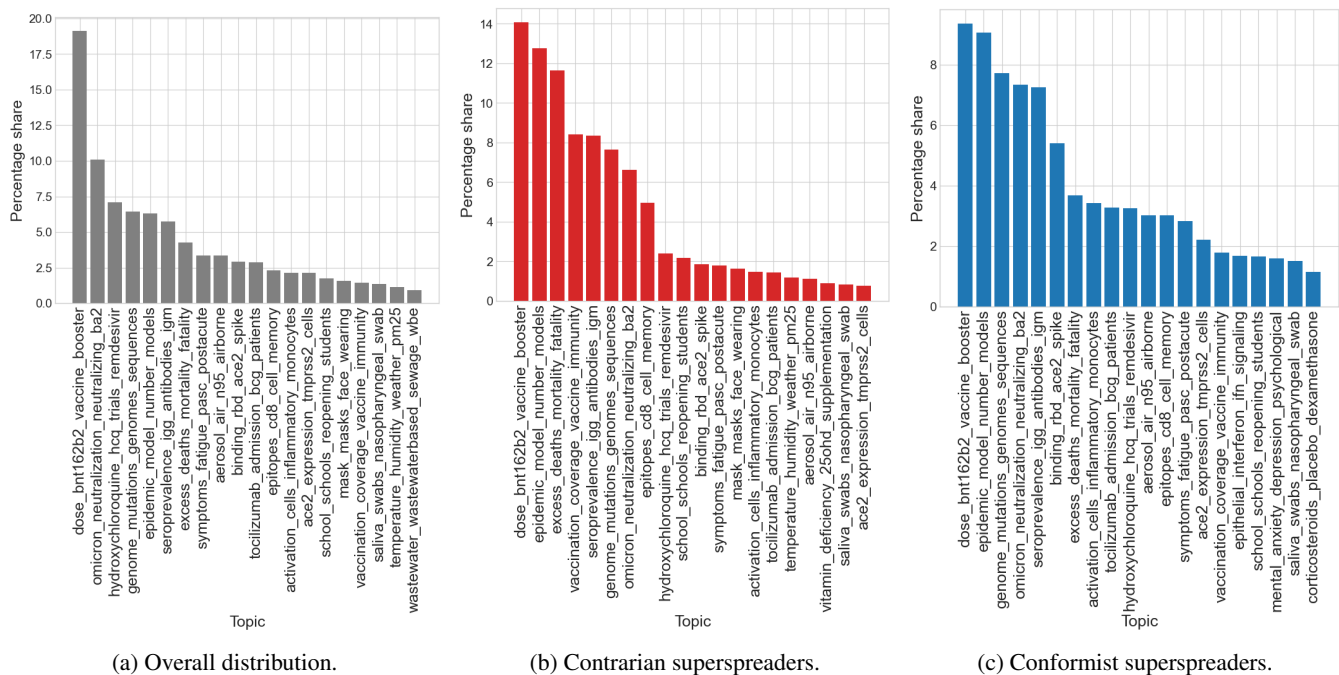 20.0
17.5
15.0
12.5
10.0
7.5
5.0
2.5
0.0
Percentage share
dose_bnt162b2_vaccine_booster
omicron_neutralization_neutralizing_ba2
hydroxychloroquine_hcq_trials_remdesivir
genome_mutations_genomes_sequences
epidemic_model_number_models
seroprevalence_igg_antibodies_igm
excess_deaths_mortality_fatality
symptoms_fatigue_pasc_postacute
aerosol_air_n95_airborne
binding_rbd_ace2_spike
tocilizumab_admission_bcg_patients
epitopes_cd8_cell_memory
activation_cells_inflammatory_monocytes
ace2_expression_tmprss2_cells
school_schools_reopening_students
mask_masks_face_wearing
vaccination_coverage_vaccine_immunity
saliva_swabs_nasopharyngeal_swab
temperature_humidity_weather_pm25
wastewater_wastewaterbased_sewage_wbe
Topic
(a) Overall distribution.
14
12
10
8
6
4
2
0
Percentage share
dose_bnt162b2_vaccine_booster
epidemic_model_number_models
excess_deaths_mortality_fatality
vaccination_coverage_vaccine_immunity
seroprevalence_igg_antibodies_igm
genome_mutations_genomes_sequences
omicron_neutralization_neutralizing_ba2
epitopes_cd8_cell_memory
hydroxychloroquine_hcq_trials_remdesivir
school_schools_reopening_students
binding_rbd_ace2_spike
symptoms_fatigue_pasc_postacute
mask_masks_face_wearing
activation_cells_inflammatory_monocytes
tocilizumab_admission_bcg_patients
temperature_humidity_weather_pm25
aerosol_air_n95_airborne
vitamin_deficiency_25ohd_supplementation
saliva_swabs_nasopharyngeal_swab
ace2_expression_tmprss2_cells
Topic
(b) Contrarian superspreaders.
8
6
4
2
0
Percentage share
dose_bnt162b2_vaccine_booster
epidemic_model_number_models
genome_mutations_genomes_sequences
omicron_neutralization_neutralizing_ba2
seroprevalence_igg_antibodies_igm
binding_rbd_ace2_spike
excess_deaths_mortality_fatality
activation_cells_inflammatory_monocytes
tocilizumab_admission_bcg_patients
hydroxychloroquine_hcq_trials_remdesivir
aerosol_air_n95_airborne
epitopes_cd8_cell_memory
symptoms_fatigue_pasc_postacute
ace2_expression_tmprss2_cells
vaccination_coverage_vaccine_immunity
epithelial_interferon_ifn_signaling
school_schools_reopening_students
mental_anxiety_depression_psychological
saliva_swabs_nasopharyngeal_swab
corticosteroids_placebo_dexamethasone
Topic
(c) Conformist superspreaders.